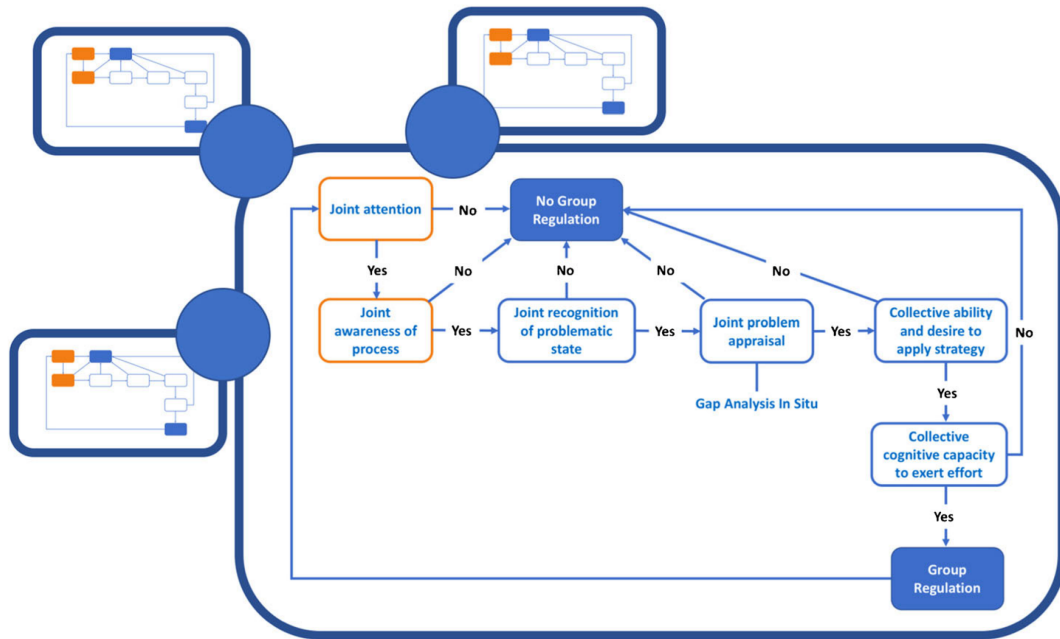 Joint attention
No
No Group
Regulation
Yes
No
No
No
No
No
Joint
awareness of
process
Yes
Joint recognition
of problematic
state
Yes
Joint problem
appraisal
Yes
Collective ability
and desire to
apply strategy
Gap Analysis In Situ
Yes
Collective
cognitive capacity
to exert effort
Yes
Group
Regulation